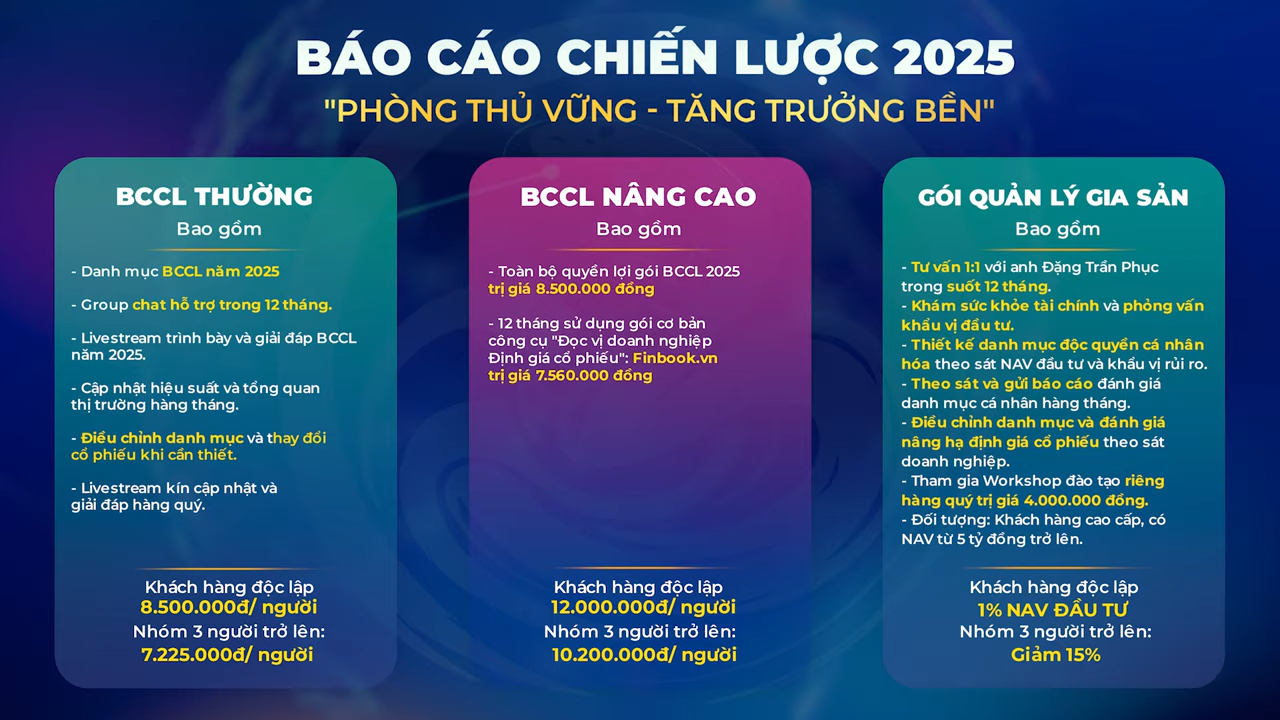 BÁO CÁO CHIẾN LƯỢC 2025
"PHÒNG THỦ VỮNG - TĂNG TRƯỞNG BỀN"
BCCL THƯỜNG
Bao gồm
- Danh mục BCCL năm 2025
- Group chat hỗ trợ trong 12 tháng.
- Livestream trình bày và giải đáp BCCL
năm 2025.
- Cập nhật hiệu suất và tổng quan
thị trường hàng tháng.
- Điều chỉnh danh mục và thay đổi
cổ phiếu khi cần thiết.
- Livestream kín cập nhật và
giải đáp hàng quý.
Khách hàng độc lập
8.500.000đ/ người
Nhóm 3 người trở lên:
7.225.000đ/ người
BCCL NÂNG CAO
Bao gồm
- Toàn bộ quyền lợi gói BCCL 2025
trị giá 8.500.000 đồng
- 12 tháng sử dụng gói cơ bản
công cụ "Đọc vị doanh nghiệp
Định giá cổ phiếu": Finbook.vn
trị giá 7.560.000 đồng
Khách hàng độc lập
12.000.000đ/ người
Nhóm 3 người trở lên:
10.200.000đ/ người
GÓI QUẢN LÝ GIA SẢN
Bao gồm
- Tư vấn 1:1 với anh Đặng Trần Phục
trong suốt 12 tháng.
- Khám sức khỏe tài chính và phỏng vấn
khẩu vị đầu tư.
- Thiết kế danh mục độc quyền cá nhân
hóa theo sát NAV đầu tư và khẩu vị rủi ro.
- Theo sát và gửi báo cáo đánh giá
danh mục cá nhân hàng tháng.
- Điều chỉnh danh mục và đánh giá
nâng hạ định giá cổ phiếu theo sát
doanh nghiệp.
- Tham gia Workshop đào tạo riêng
hàng quý trị giá 4.000.000 đồng.
- Đối tượng: Khách hàng cao cấp, có
NAV từ 5 tỷ đồng trở lên.
Khách hàng độc lập
1% NAV ĐẦU TƯ
Nhóm 3 người trở lên:
Giảm 15%